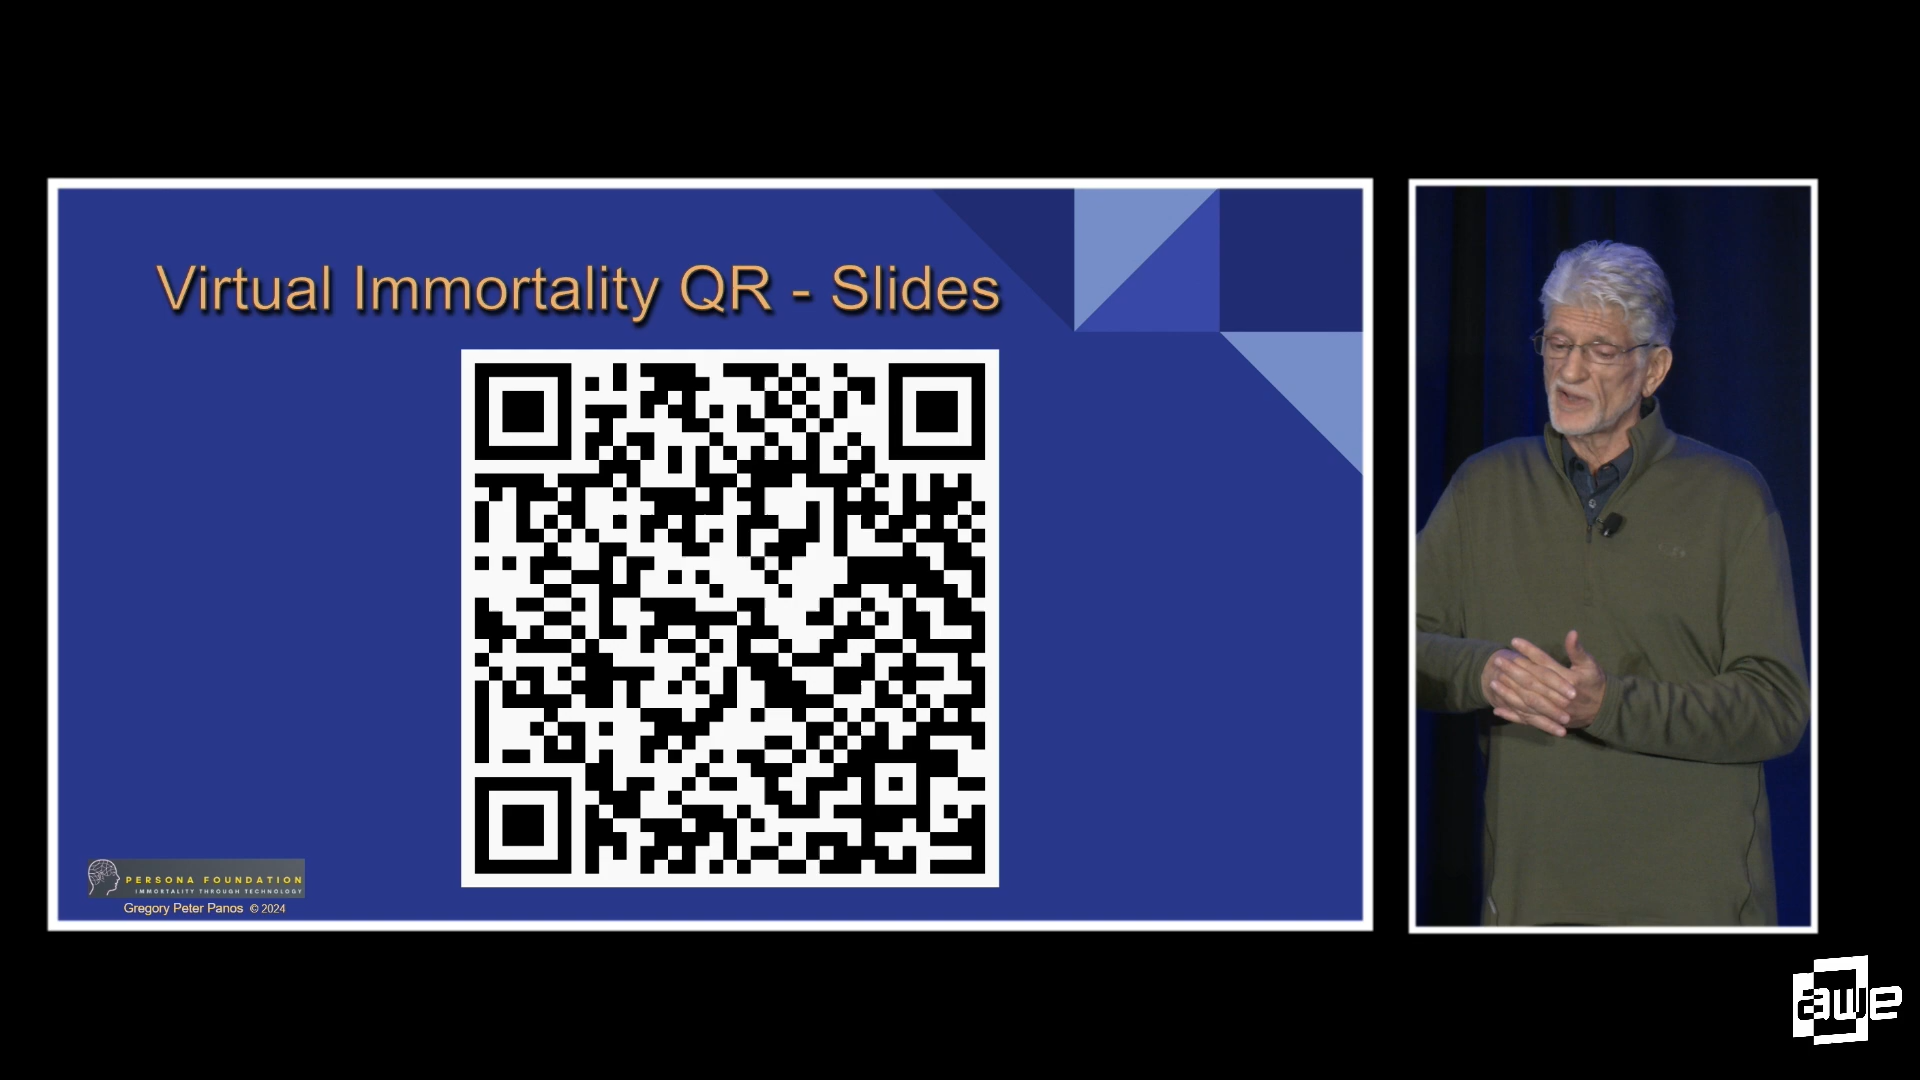 Virtual Immortality QR - Slides
PERSONA FOUNDATION
IMMORTALITY THROUGH TECHNOLOGY
Gregory Peter Panos © 2024
awe